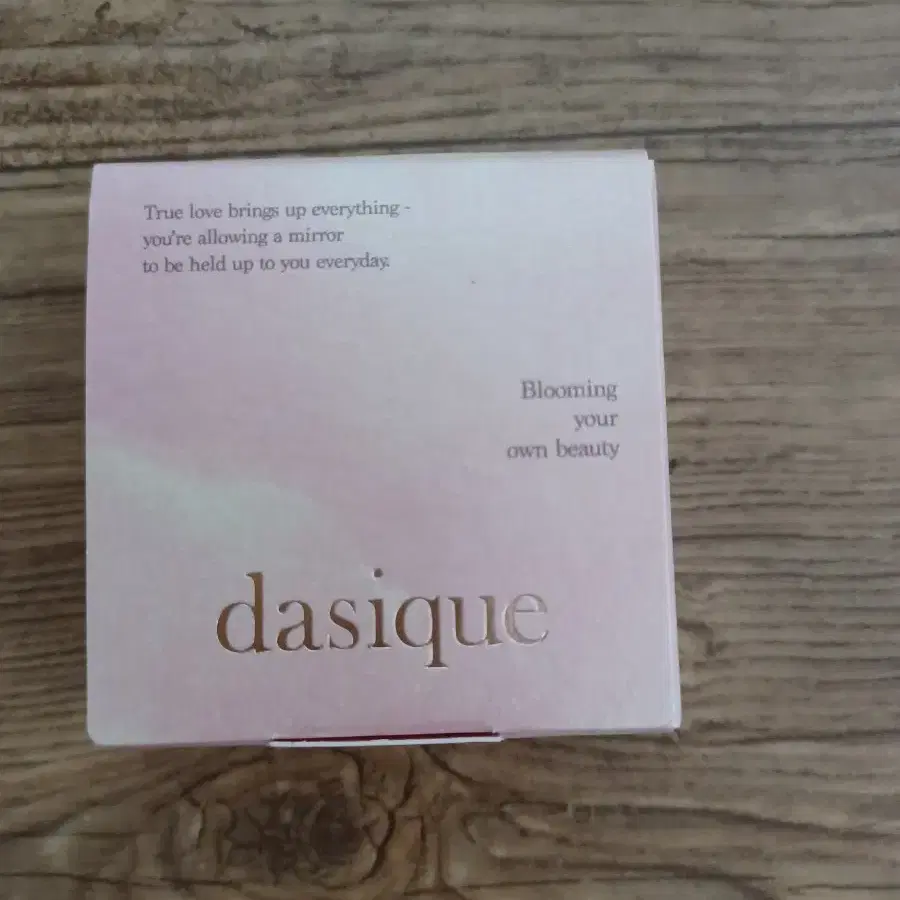 True love brings up everything -
you're allowing a mirror
to be held up to you everyday.
Blooming
your
own beauty
dasique